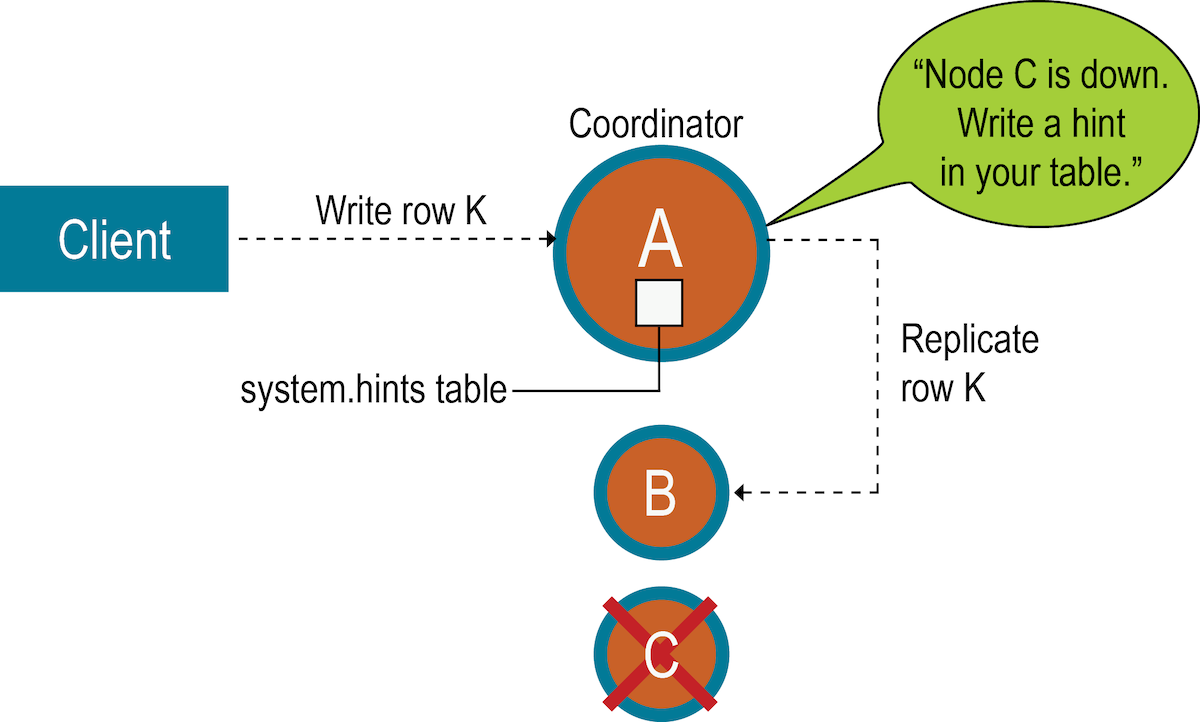 “Node C is down.
Write a hint
in your table.”
Coordinator
Client
Write row K
A
Replicate
row K
system.hints table
B
C